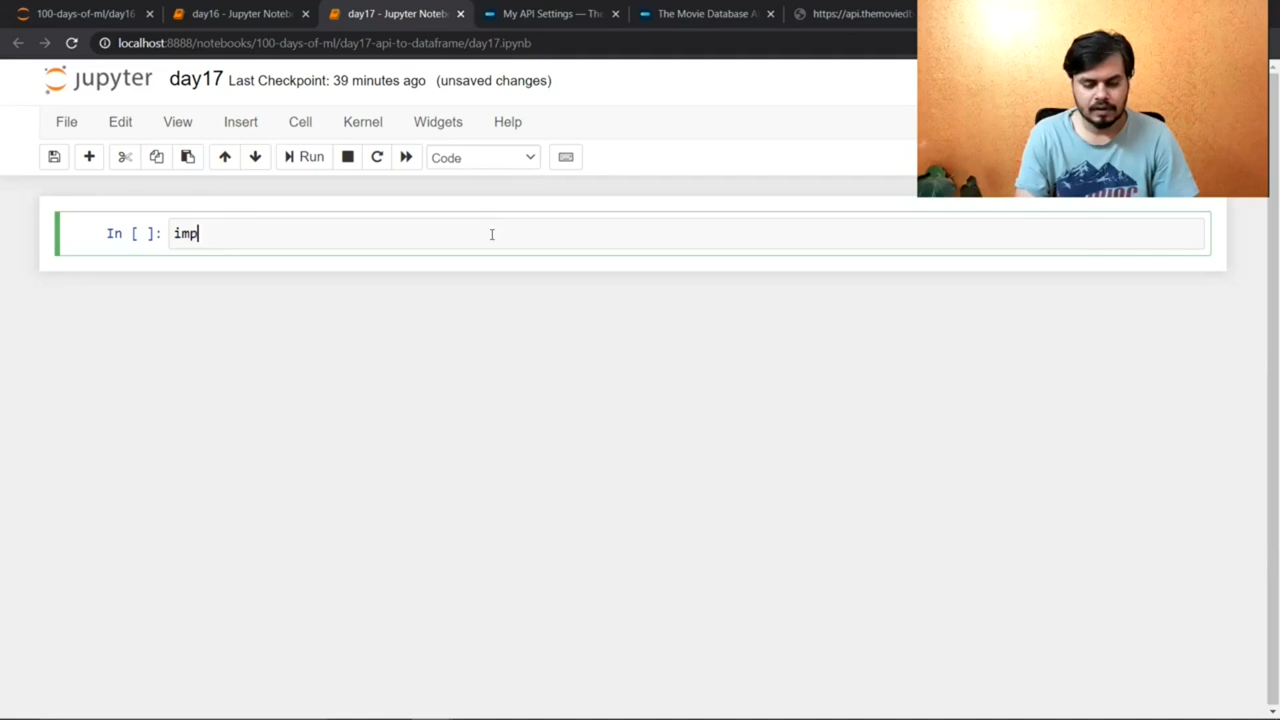 100-days-of-ml/day16
day16 - Jupyter Noteb
day17 - Jupyter Noteb
My API Settings — The
The Movie Database A
https://api.themoviedb
localhost:8888/notebooks/100-days-of-ml/day17-api-to-dataframe/day17.ipynb
jupyter day17 Last Checkpoint: 39 minutes ago (unsaved changes)
File Edit View Insert Cell Kernel Widgets Help
Run Code
In [ ]: imp